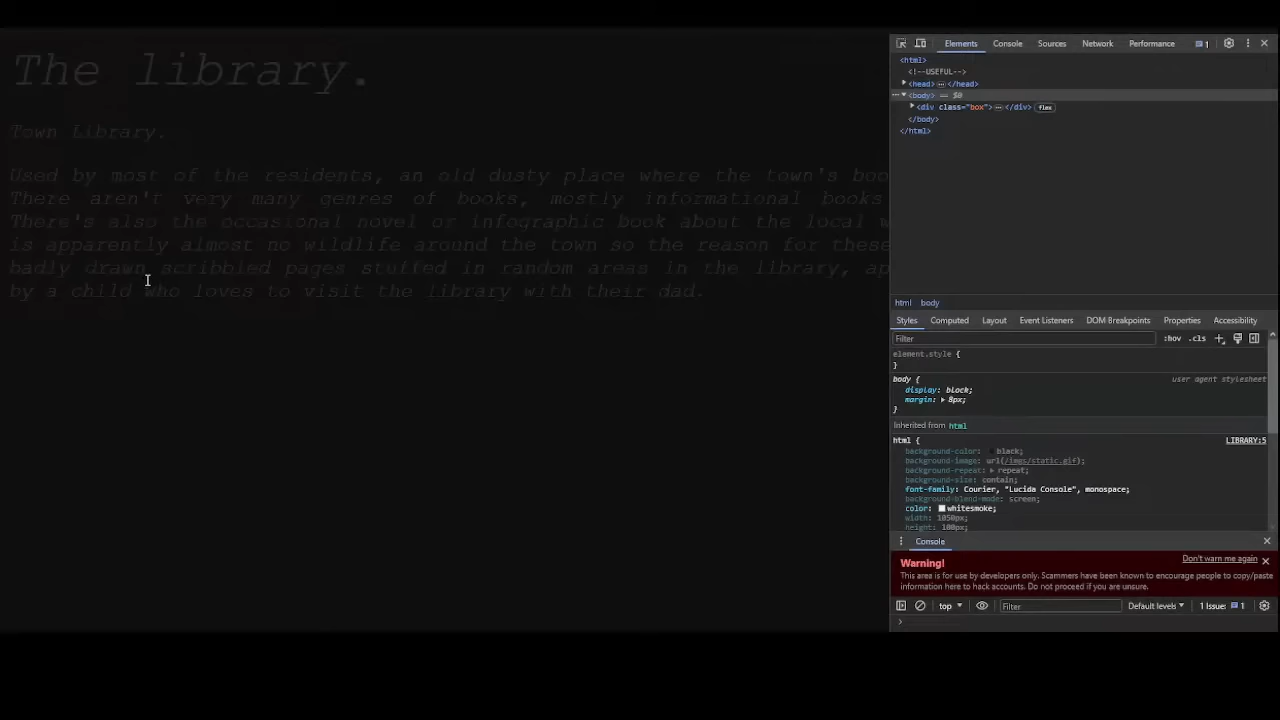 The library.
Town Library.
Used by most of the residents, an old dusty place where the town's boo
There aren't very many genres of books, mostly informational books
There's also the occasional novel or infographic book about the local w
is apparently almost no wildlife around the town so the reason for these
badly drawn scribbled pages stuffed in random areas in the library, ap
by a child who loves to visit the library with their dad.
Elements Console Sources Network Performance 1
<html>
<!--USEFUL-->
<head> … </head>
<body> == $0
<div class="box"> … </div> flex
</body>
</html>
html body
Styles Computed Layout Event Listeners DOM Breakpoints Properties Accessibility
Filter :hov .cls
element.style {
}
body { user agent stylesheet
display: block;
margin: 8px;
}
Inherited from html
html { LIBRARY:5
background-color: black;
background-image: url(/imgs/static.gif);
background-repeat: repeat;
background-size: contain;
font-family: Courier, "Lucida Console", monospace;
background-blend-mode: screen;
color: whitesmoke;
width: 1050px;
height: 100px;
Console
Warning! Don't warn me again
This area is for use by developers only. Scammers have been known to encourage people to copy/paste
information here to hack accounts. Do not proceed if you are unsure.
top Filter Default levels 1 Issue: 1